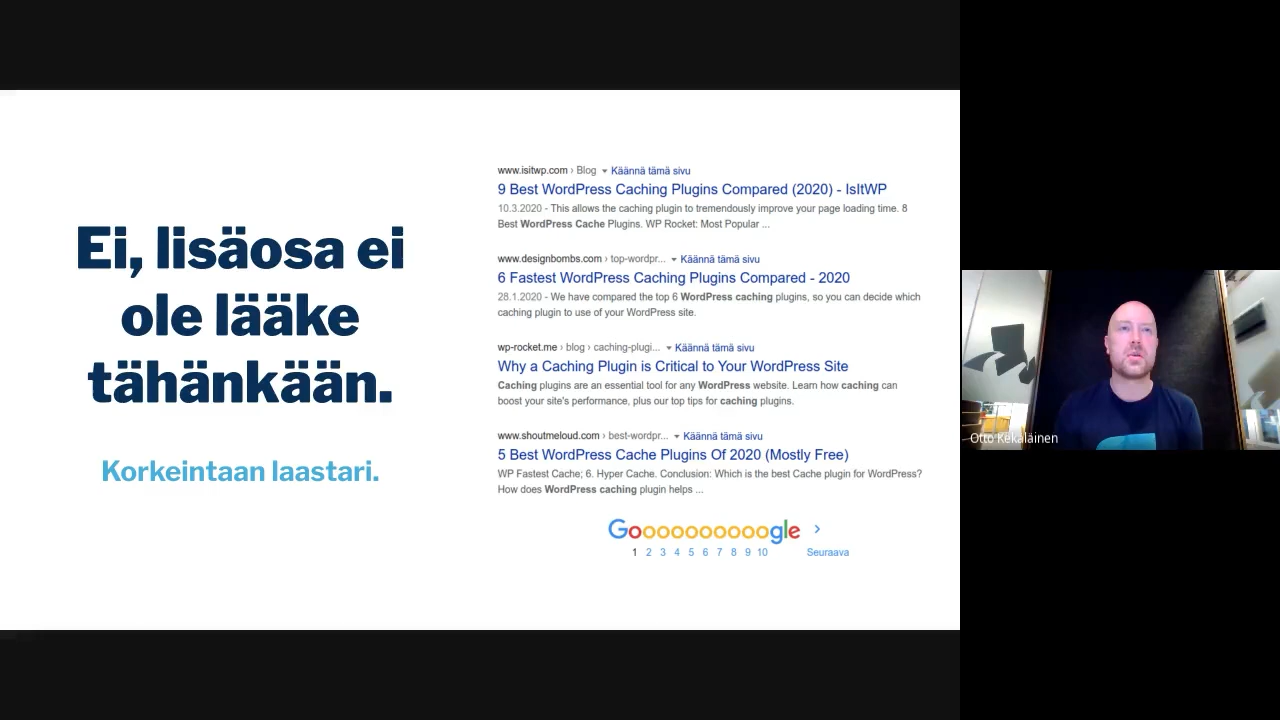 Ei, lisäosa ei
ole lääke
tähänkään.
Korkeintaan laastari.
www.isitwp.com › Blog ▾ Käännä tämä sivu
9 Best WordPress Caching Plugins Compared (2020) - IsItWP
10.3.2020 - This allows the caching plugin to tremendously improve your page loading time. 8
Best WordPress Cache Plugins. WP Rocket: Most Popular ...
www.designbombs.com › top-wordpr... ▾ Käännä tämä sivu
6 Fastest WordPress Caching Plugins Compared - 2020
28.1.2020 - We have compared the top 6 WordPress caching plugins, so you can decide which
caching plugin to use of your WordPress site.
wp-rocket.me › blog › caching-plugi... ▾ Käännä tämä sivu
Why a Caching Plugin is Critical to Your WordPress Site
Caching plugins are an essential tool for any WordPress website. Learn how caching can
boost your site's performance, plus our top tips for caching plugins.
www.shoutmeloud.com › best-wordpr... ▾ Käännä tämä sivu
5 Best WordPress Cache Plugins Of 2020 (Mostly Free)
WP Fastest Cache; 6. Hyper Cache. Conclusion: Which is the best Cache plugin for WordPress?
How does WordPress caching plugin helps ...
Goooooooooogle >
1 2 3 4 5 6 7 8 9 10 Seuraava
Otto Kekäläinen